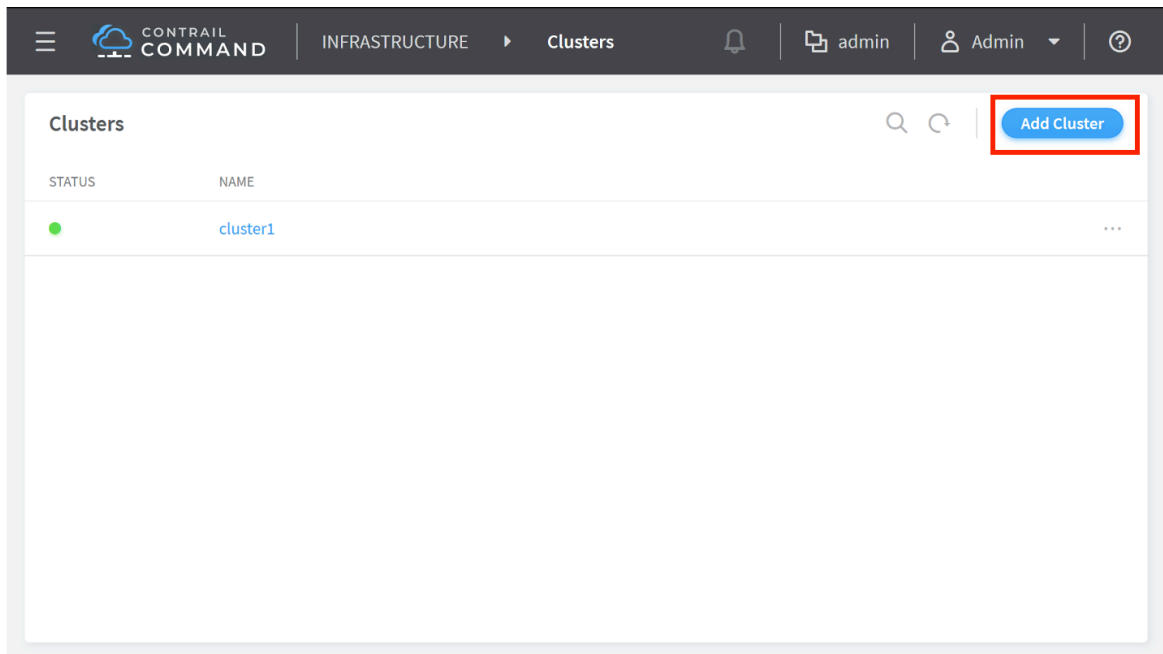 CONTRAIL
COMMAND
INFRASTRUCTURE
Clusters
admin
Admin
Clusters
Add Cluster
STATUS
NAME
cluster1